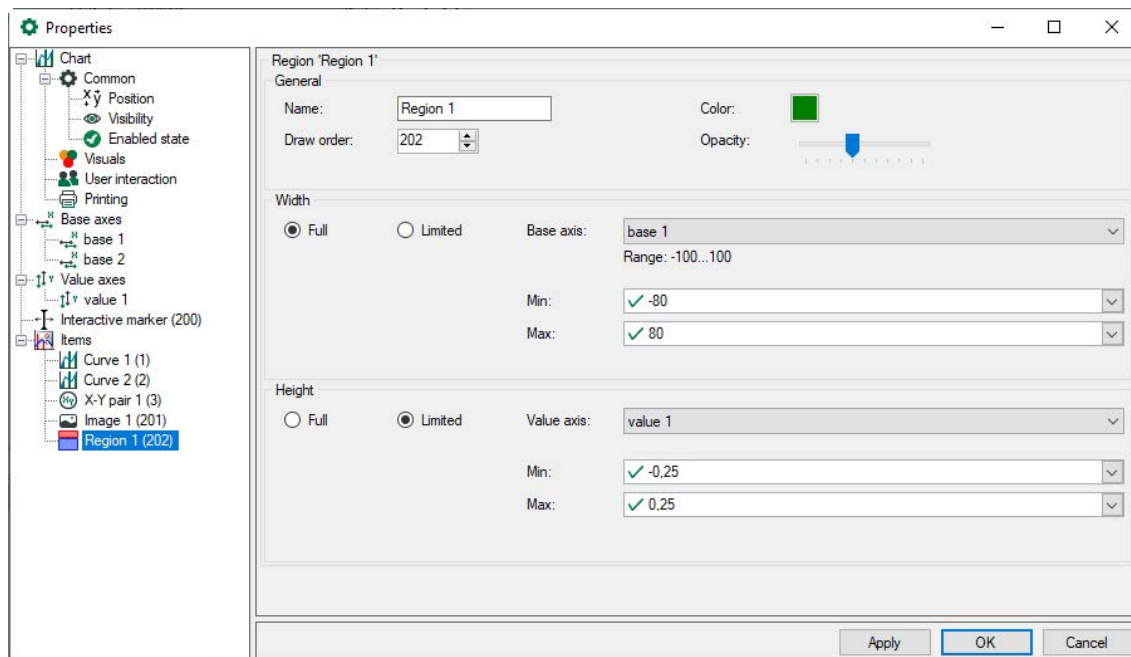 Properties
Chart
Common
Position
Visibility
Enabled state
Visuals
User interaction
Printing
Base axes
base 1
base 2
Value axes
value 1
Interactive marker (200)
Items
Curve 1 (1)
Curve 2 (2)
X-Y pair 1 (3)
Image 1 (201)
Region 1 (202)
Region 'Region 1'
General
Name: Region 1 Color:
Draw order: 202 Opacity:
Width
Full Limited Base axis: base 1
Range: -100...100
Min: -80
Max: 80
Height
Full Limited Value axis: value 1
Min: -0,25
Max: 0,25
Apply OK Cancel